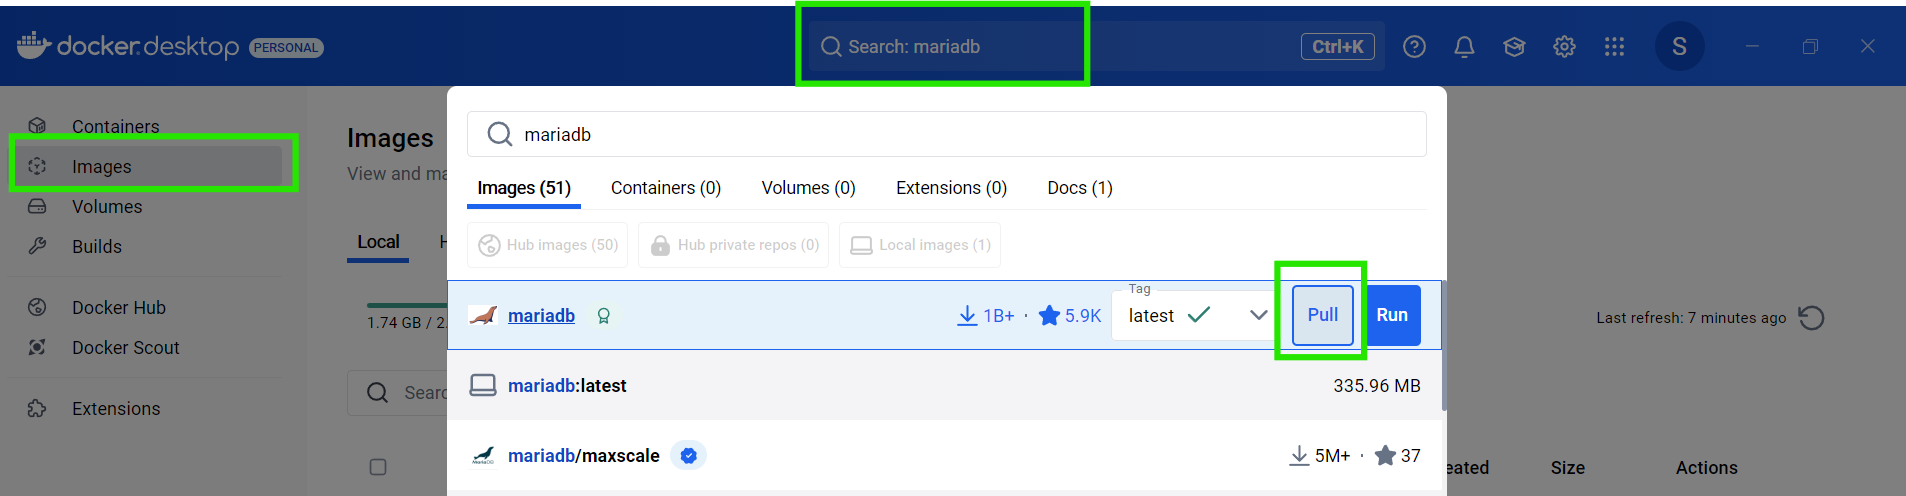 docker desktop PERSONAL
Search: mariadb
Ctrl+K
S
Containers
Images
Volumes
Builds
Docker Hub
Docker Scout
Extensions
Images
View and ma
Local
1.74 GB / 2.
Searc
mariadb
Images (51) Containers (0) Volumes (0) Extensions (0) Docs (1)
Hub images (50) Hub private repos (0) Local images (1)
mariadb 1B+ · 5.9K
Tag
latest
Pull Run
mariadb:latest 335.96 MB
mariadb/maxscale 5M+ · 37
Last refresh: 7 minutes ago
eated Size Actions